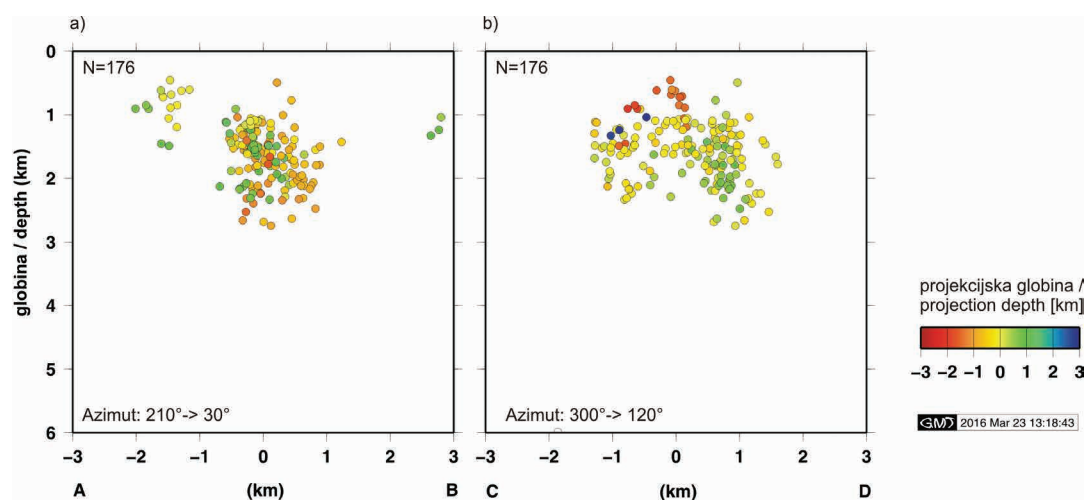 a)
N=176
globina / depth (km)
0
1
2
3
4
5
6
Azimut: 210°-> 30°
−3 −2 −1 0 1 2 3
A (km) B
b)
N=176
Azimut: 300°-> 120°
−3 −2 −1 0 1 2 3
C (km) D
projekcijska globina /
projection depth [km]
−3 −2 −1 0 1 2 3
GMT 2016 Mar 23 13:18:43